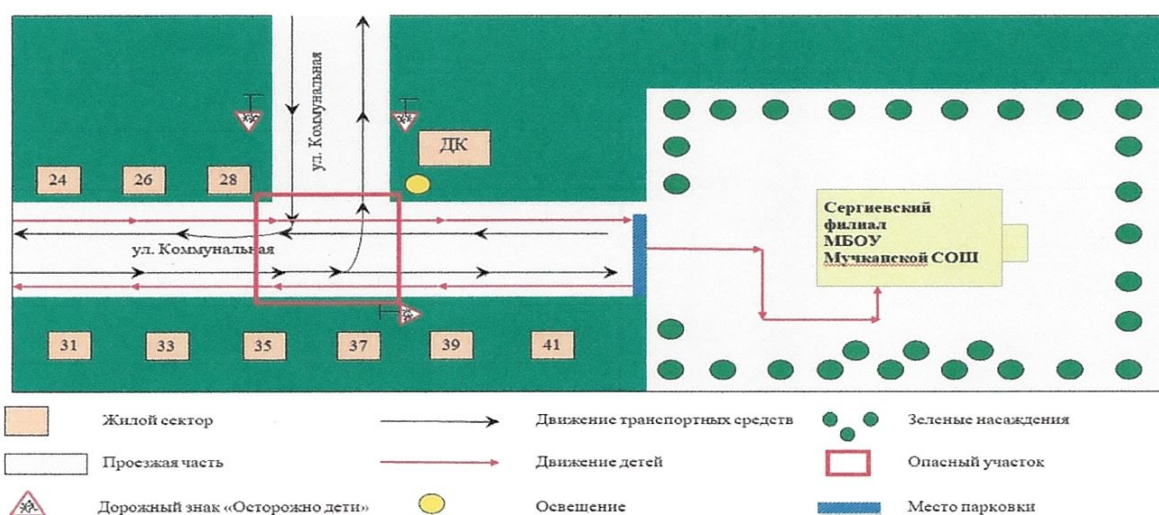 ул. Коммунальная
ДК
24
26
28
ул. Коммунальная
Сергиевский
филиал
МБОУ
Мучкапской СОШ
31
33
35
37
39
41
Жилой сектор
Движение транспортных средств
Зеленые насаждения
Проезжая часть
Движение детей
Опасный участок
Дорожный знак «Осторожно дети»
Освещение
Место парковки